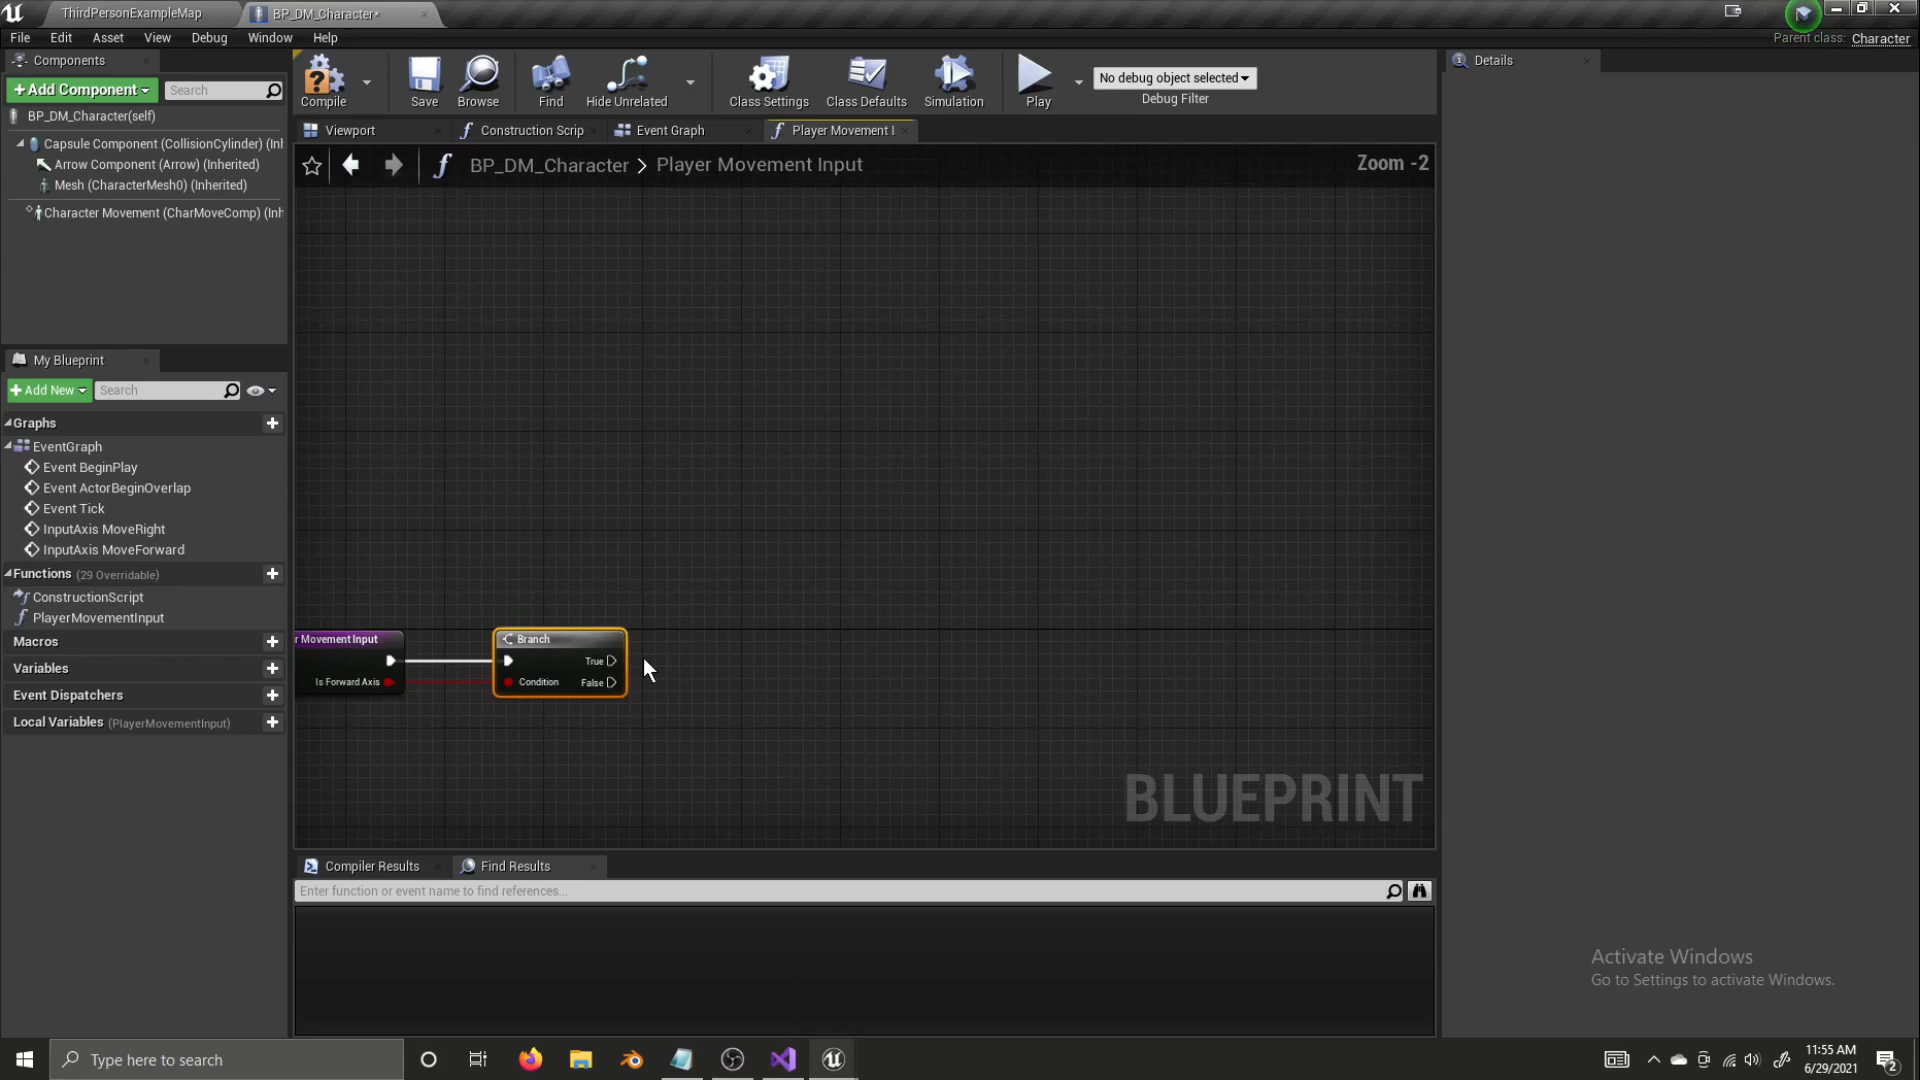 ThirdPersonExampleMap
BP_DM_Character*
File Edit Asset View Debug Window Help
Parent class: Character
Components
+Add Component
Search
BP_DM_Character(self)
Capsule Component (CollisionCylinder) (Inh
Arrow Component (Arrow) (Inherited)
Mesh (CharacterMesh0) (Inherited)
Character Movement (CharMoveComp) (Inh
Compile
Save
Browse
Find
Hide Unrelated
Class Settings
Class Defaults
Simulation
Play
No debug object selected
Debug Filter
Details
Viewport
Construction Scrip
Event Graph
Player Movement I
BP_DM_Character > Player Movement Input
Zoom -2
My Blueprint
+Add New
Search
Graphs
EventGraph
Event BeginPlay
Event ActorBeginOverlap
Event Tick
InputAxis MoveRight
InputAxis MoveForward
Functions (29 Overridable)
ConstructionScript
PlayerMovementInput
Macros
Variables
Event Dispatchers
Local Variables (PlayerMovementInput)
r Movement Input
Is Forward Axis
Branch
True
Condition
False
BLUEPRINT
Compiler Results
Find Results
Enter function or event name to find references...
Activate Windows
Go to Settings to activate Windows.
Type here to search
11:55 AM
6/29/2021
2